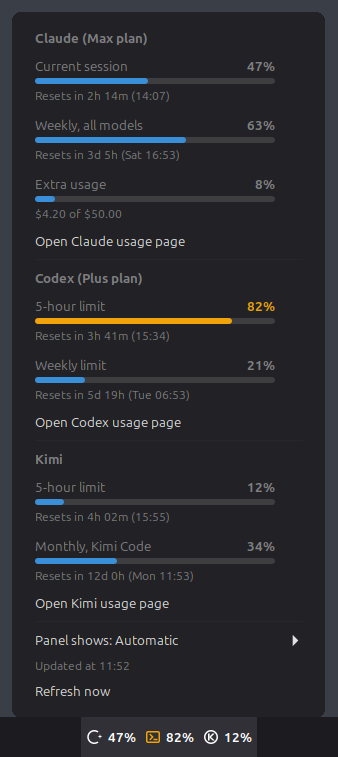 Claude (Max plan)
Current session 47%
Resets in 2h 14m (14:07)
Weekly, all models 63%
Resets in 3d 5h (Sat 16:53)
Extra usage 8%
$4.20 of $50.00
Open Claude usage page
Codex (Plus plan)
5-hour limit 82%
Resets in 3h 41m (15:34)
Weekly limit 21%
Resets in 5d 19h (Tue 06:53)
Open Codex usage page
Kimi
5-hour limit 12%
Resets in 4h 02m (15:55)
Monthly, Kimi Code 34%
Resets in 12d 0h (Mon 11:53)
Open Kimi usage page
Panel shows: Automatic
Updated at 11:52
Refresh now
47% 82% K 12%